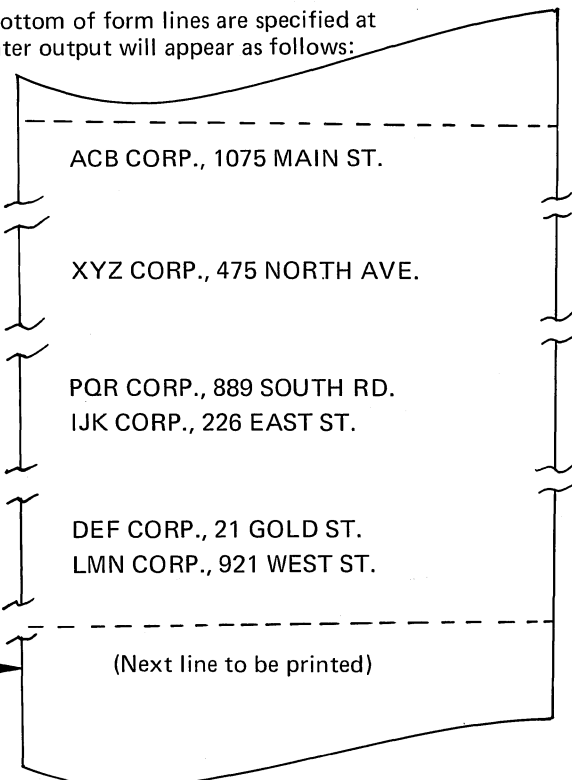 ottom of form lines are specified at
ter output will appear as follows:
ACB CORP., 1075 MAIN ST.
XYZ CORP., 475 NORTH AVE.
PQR CORP., 889 SOUTH RD.
IJK CORP., 226 EAST ST.
DEF CORP., 21 GOLD ST.
LMN CORP., 921 WEST ST.
(Next line to be printed)